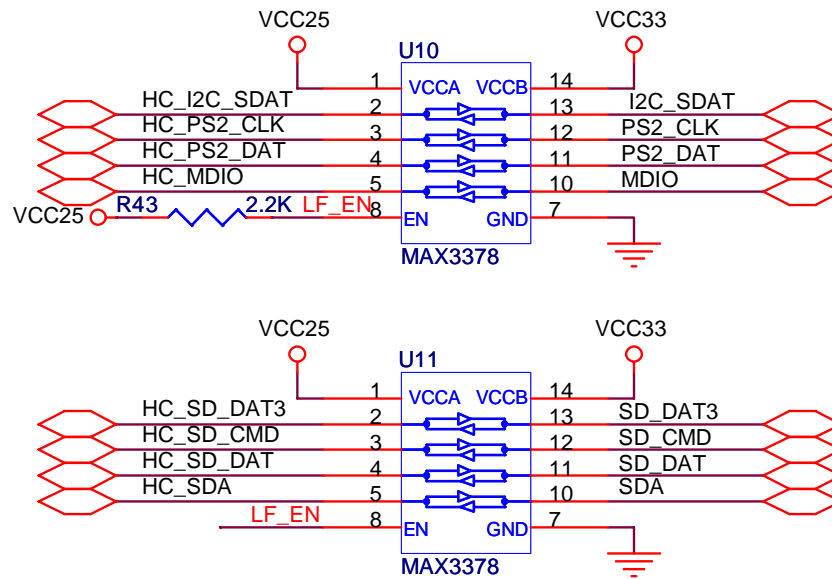 VCC25 VCC33
U10
1 VCCA VCCB 14
HC_I2C_SDAT 2 13 I2C_SDAT
HC_PS2_CLK 3 12 PS2_CLK
HC_PS2_DAT 4 11 PS2_DAT
HC_MDIO 5 10 MDIO
VCC25 R43 2.2K LF_EN 8 EN GND 7
MAX3378
VCC25 VCC33
U11
1 VCCA VCCB 14
HC_SD_DAT3 2 13 SD_DAT3
HC_SD_CMD 3 12 SD_CMD
HC_SD_DAT 4 11 SD_DAT
HC_SDA 5 10 SDA
LF_EN 8 EN GND 7
MAX3378